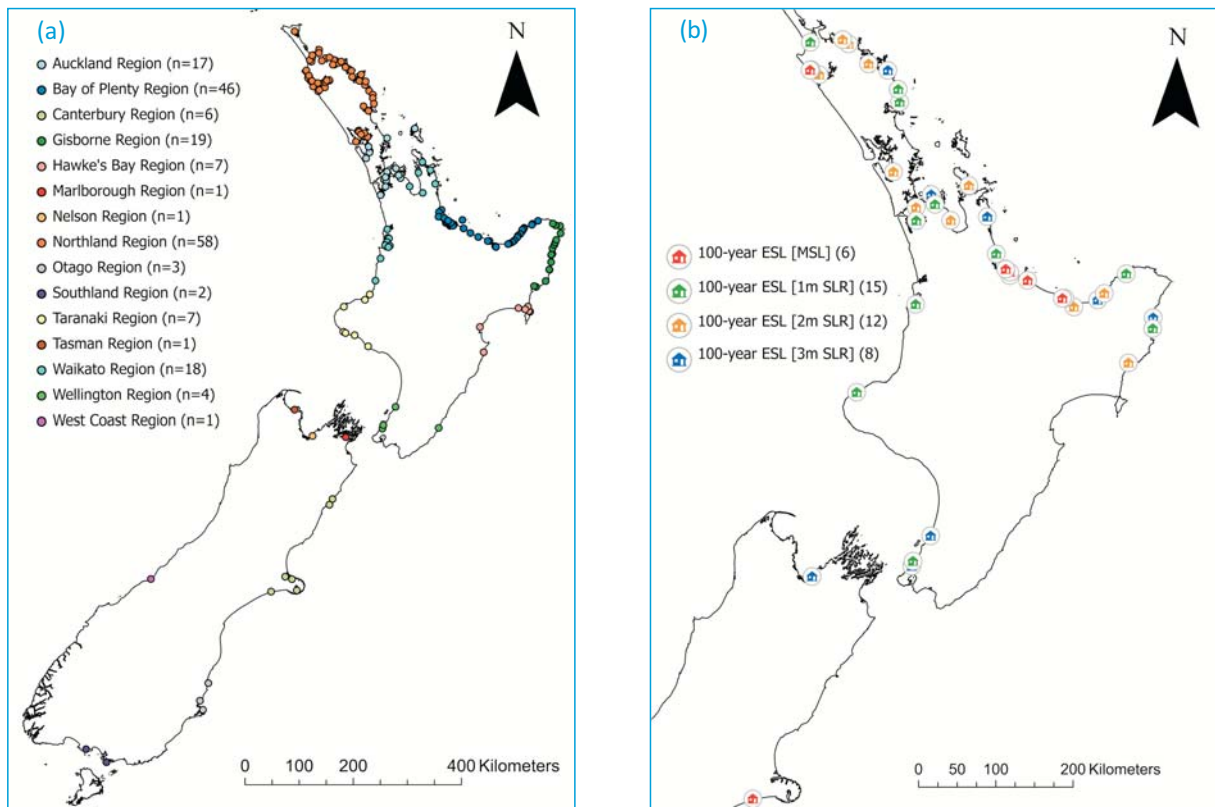 (a)
N
Auckland Region (n=17)
Bay of Plenty Region (n=46)
Canterbury Region (n=6)
Gisborne Region (n=19)
Hawke's Bay Region (n=7)
Marlborough Region (n=1)
Nelson Region (n=1)
Northland Region (n=58)
Otago Region (n=3)
Southland Region (n=2)
Taranaki Region (n=7)
Tasman Region (n=1)
Waikato Region (n=18)
Wellington Region (n=4)
West Coast Region (n=1)
0 100 200 400 Kilometers
(b)
N
100-year ESL [MSL] (6)
100-year ESL [1m SLR] (15)
100-year ESL [2m SLR] (12)
100-year ESL [3m SLR] (8)
0 50 100 200 Kilometers